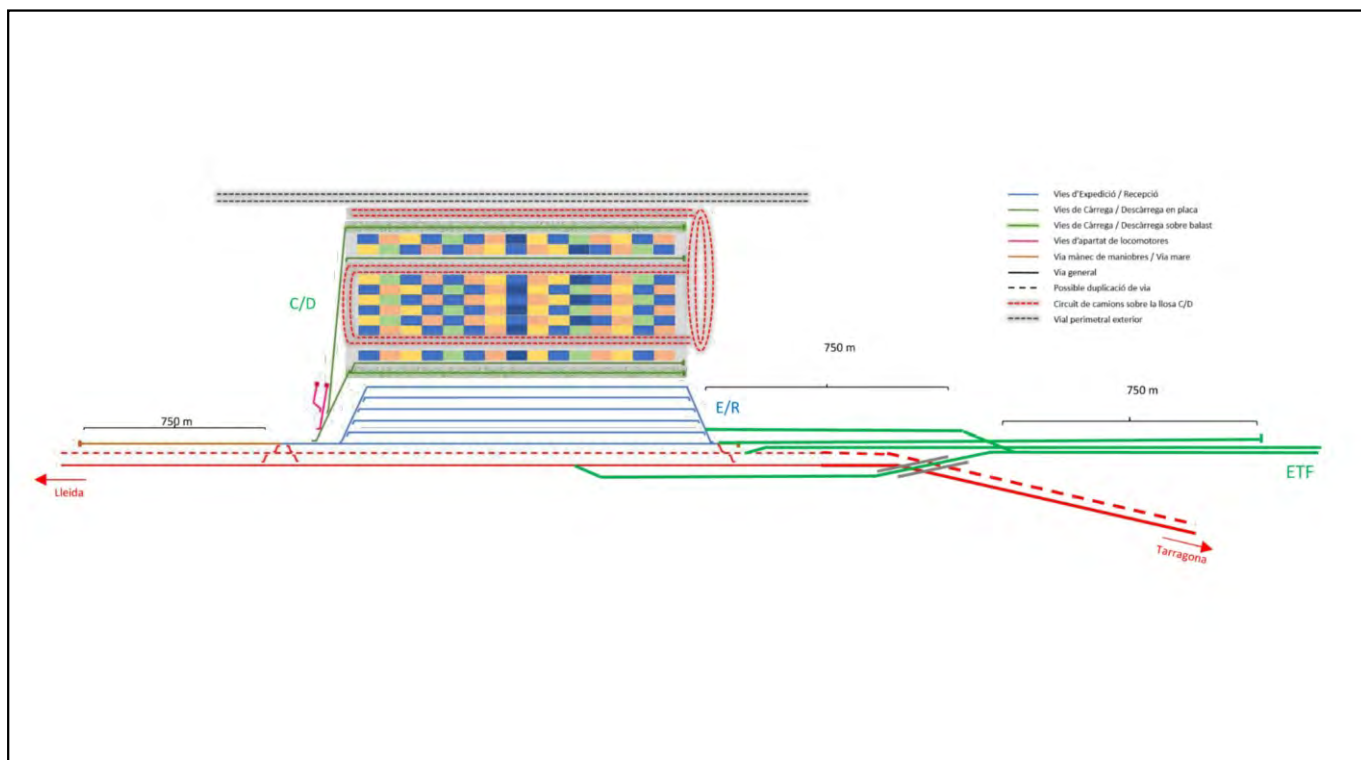 Vies d'Expedició / Recepció
Vies de Càrrega / Descàrrega en placa
Vies de Càrrega / Descàrrega sobre balast
Vies d'apartat de locomotores
Via mànec de maniobres / Via mare
Via general
Possible duplicació de via
Circuit de camions sobre la llosa C/D
Vial perimetral exterior
C/D
750 m
750 m
E/R
750 m
ETF
Lleida
Tarragona